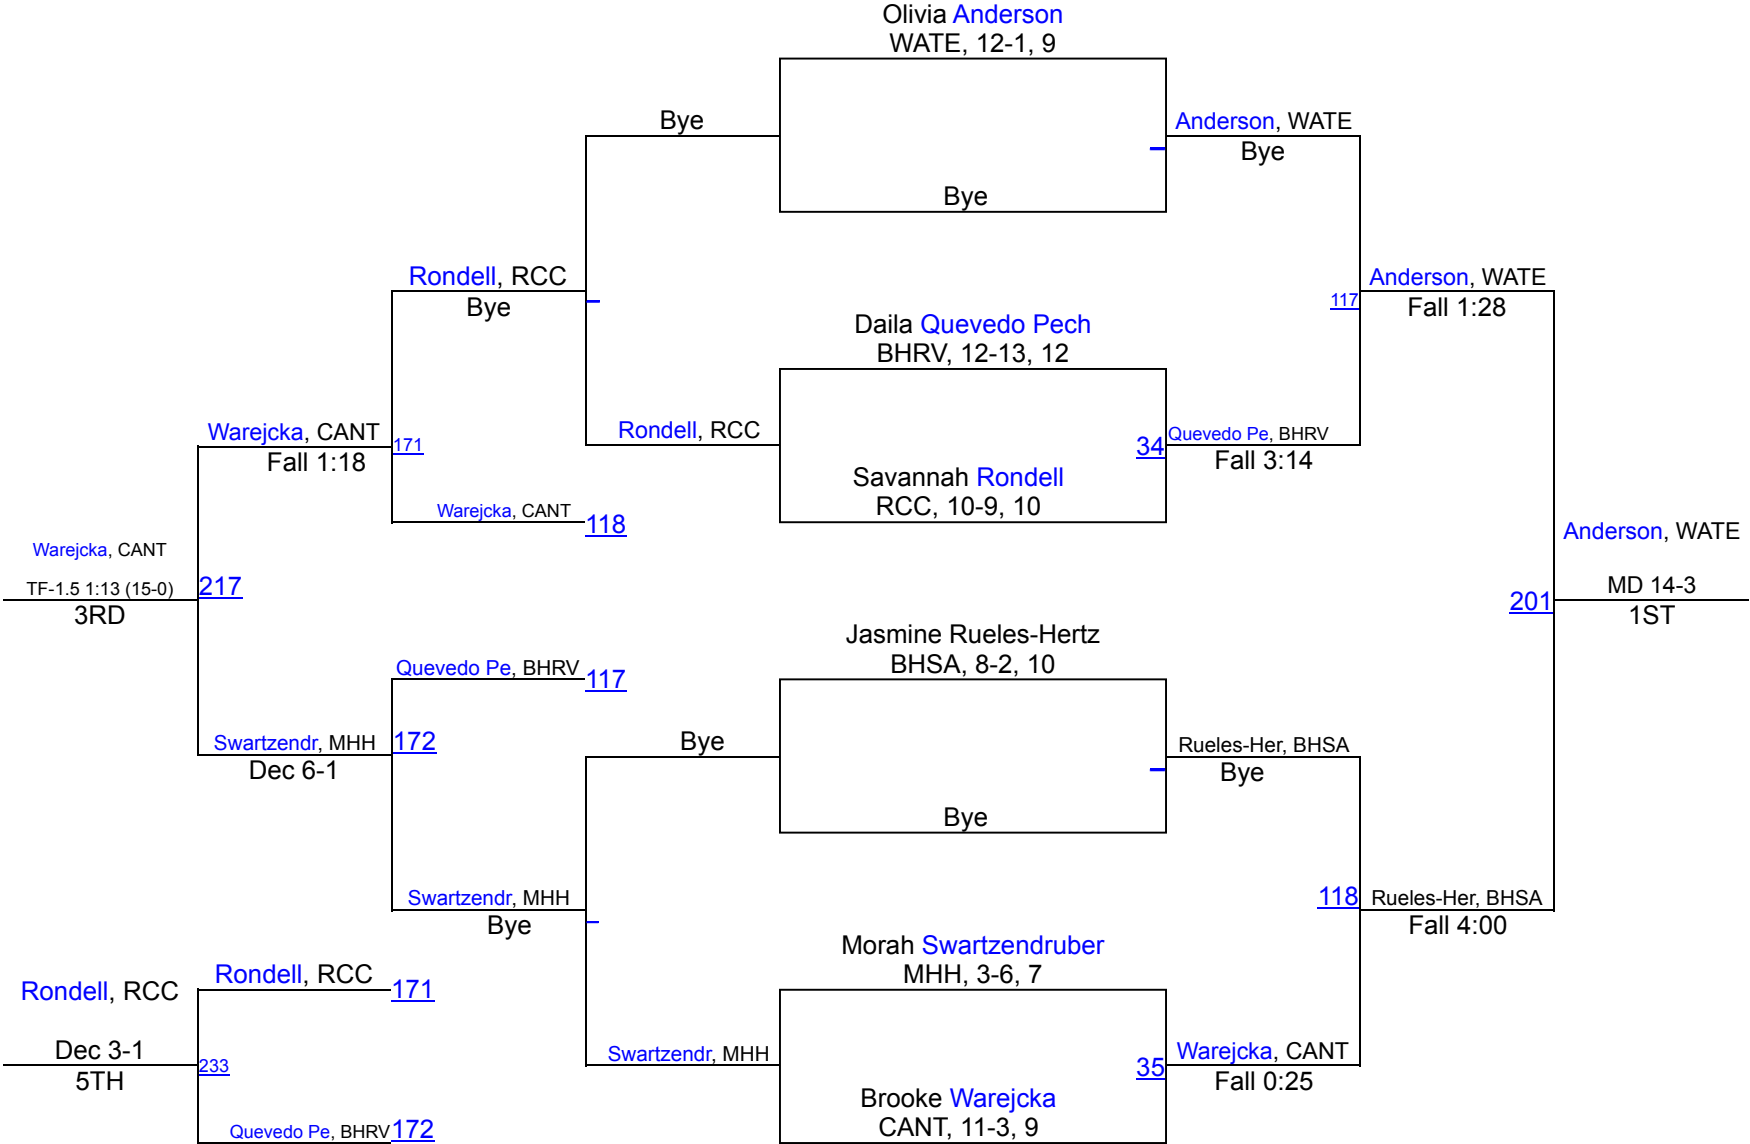 Olivia Anderson
WATE, 12-1, 9
Bye
Anderson, WATE
Bye
Bye
Rondell, RCC
Bye
Anderson, WATE
117
Fall 1:28
Daila Quevedo Pech
BHRV, 12-13, 12
Warejcka, CANT
171
Fall 1:18
Rondell, RCC
34
Quevedo Pe, BHRV
Fall 3:14
Savannah Rondell
RCC, 10-9, 10
Warejcka, CANT
118
Warejcka, CANT
TF-1.5 1:13 (15-0)
217
3RD
Anderson, WATE
MD 14-3
201
1ST
Jasmine Rueles-Hertz
BHSA, 8-2, 10
Quevedo Pe, BHRV
117
Swartzendr, MHH
172
Dec 6-1
Bye
Rueles-Her, BHSA
Bye
Bye
Swartzendr, MHH
Bye
118
Rueles-Her, BHSA
Fall 4:00
Morah Swartzendruber
MHH, 3-6, 7
Rondell, RCC
171
Rondell, RCC
Dec 3-1
233
5TH
Swartzendr, MHH
35
Warejcka, CANT
Fall 0:25
Brooke Warejcka
CANT, 11-3, 9
Quevedo Pe, BHRV
172